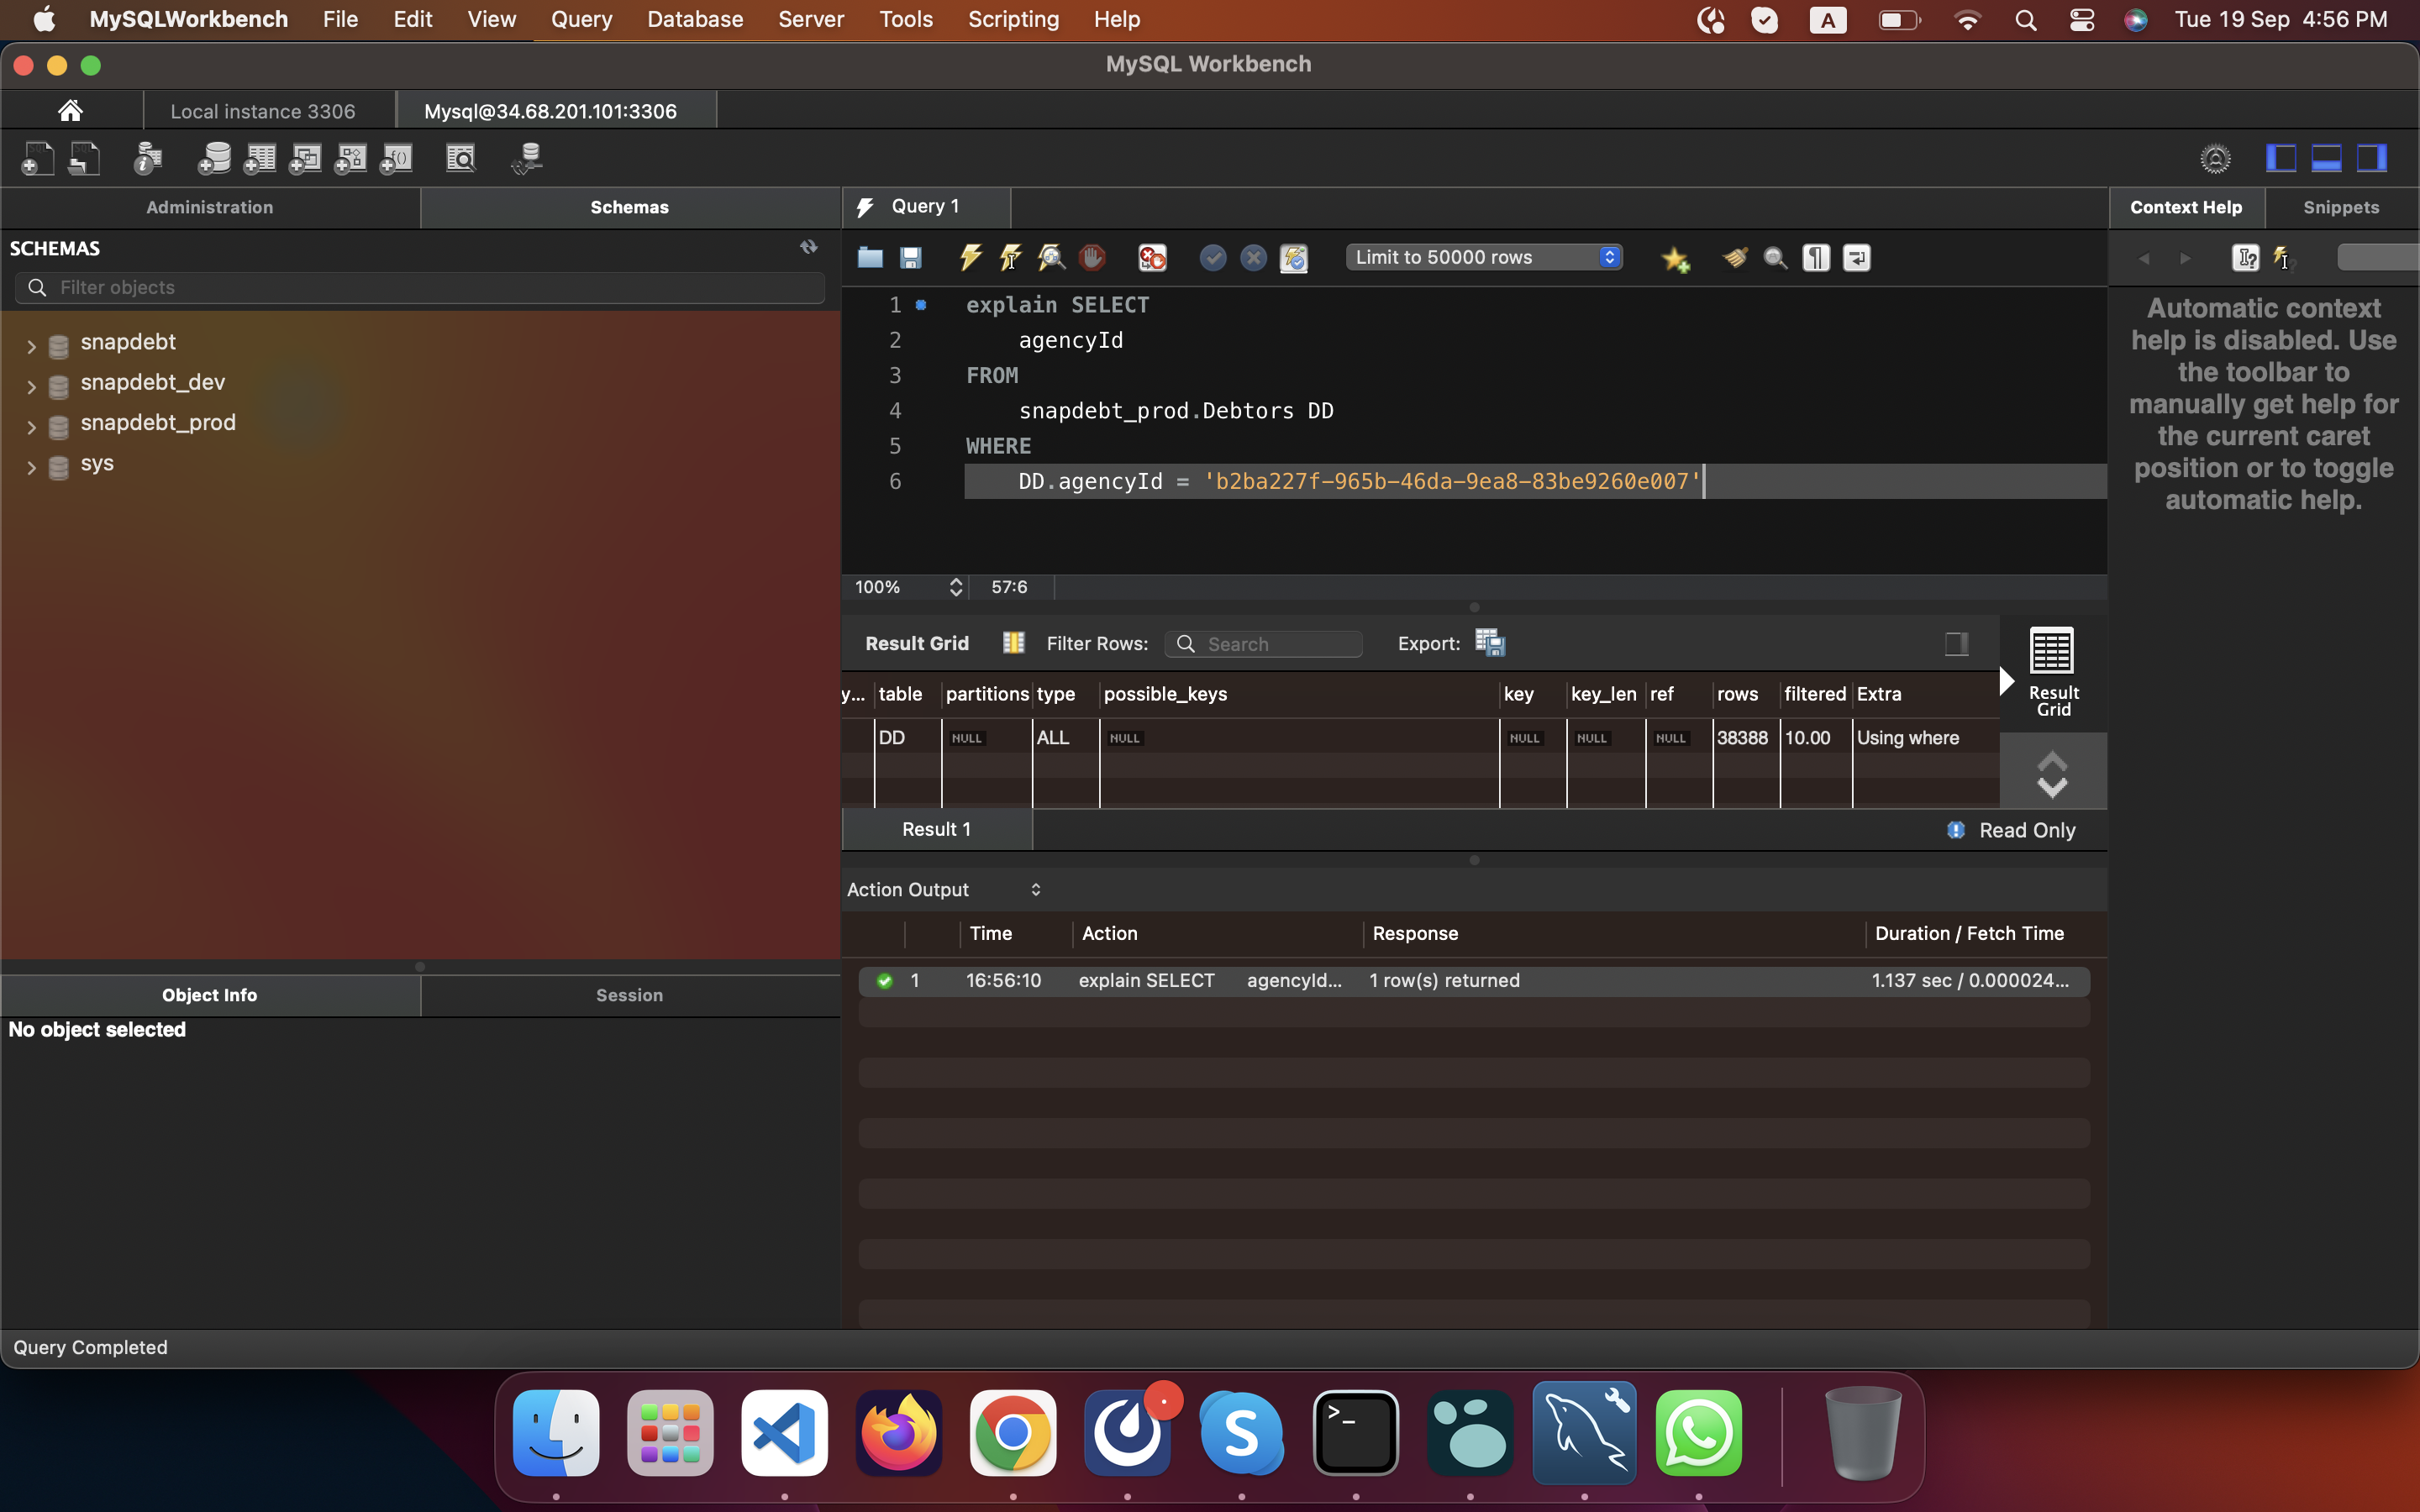 MySQLWorkbench File Edit View Query Database Server Tools Scripting Help A Tue 19 Sep 4:56 PM
MySQL Workbench
Local instance 3306 Mysql@34.68.201.101:3306
Administration Schemas Query 1 Context Help Snippets
SCHEMAS
Limit to 50000 rows
Filter objects
snapdebt
snapdebt_dev
snapdebt_prod
sys
1 explain SELECT
2 agencyId
3 FROM
4 snapdebt_prod.Debtors DD
5 WHERE
6 DD.agencyId = 'b2ba227f-965b-46da-9ea8-83be9260e007'
Automatic context
help is disabled. Use
the toolbar to
manually get help for
the current caret
position or to toggle
automatic help.
100% 57:6
Result Grid Filter Rows: Search Export:
Result
Grid
y... table partitions type possible_keys key key_len ref rows filtered Extra
DD NULL ALL NULL NULL NULL NULL 38388 10.00 Using where
Result 1 Read Only
Action Output
Time Action Response Duration / Fetch Time
1 16:56:10 explain SELECT agencyId... 1 row(s) returned 1.137 sec / 0.000024...
Object Info Session
No object selected
Query Completed